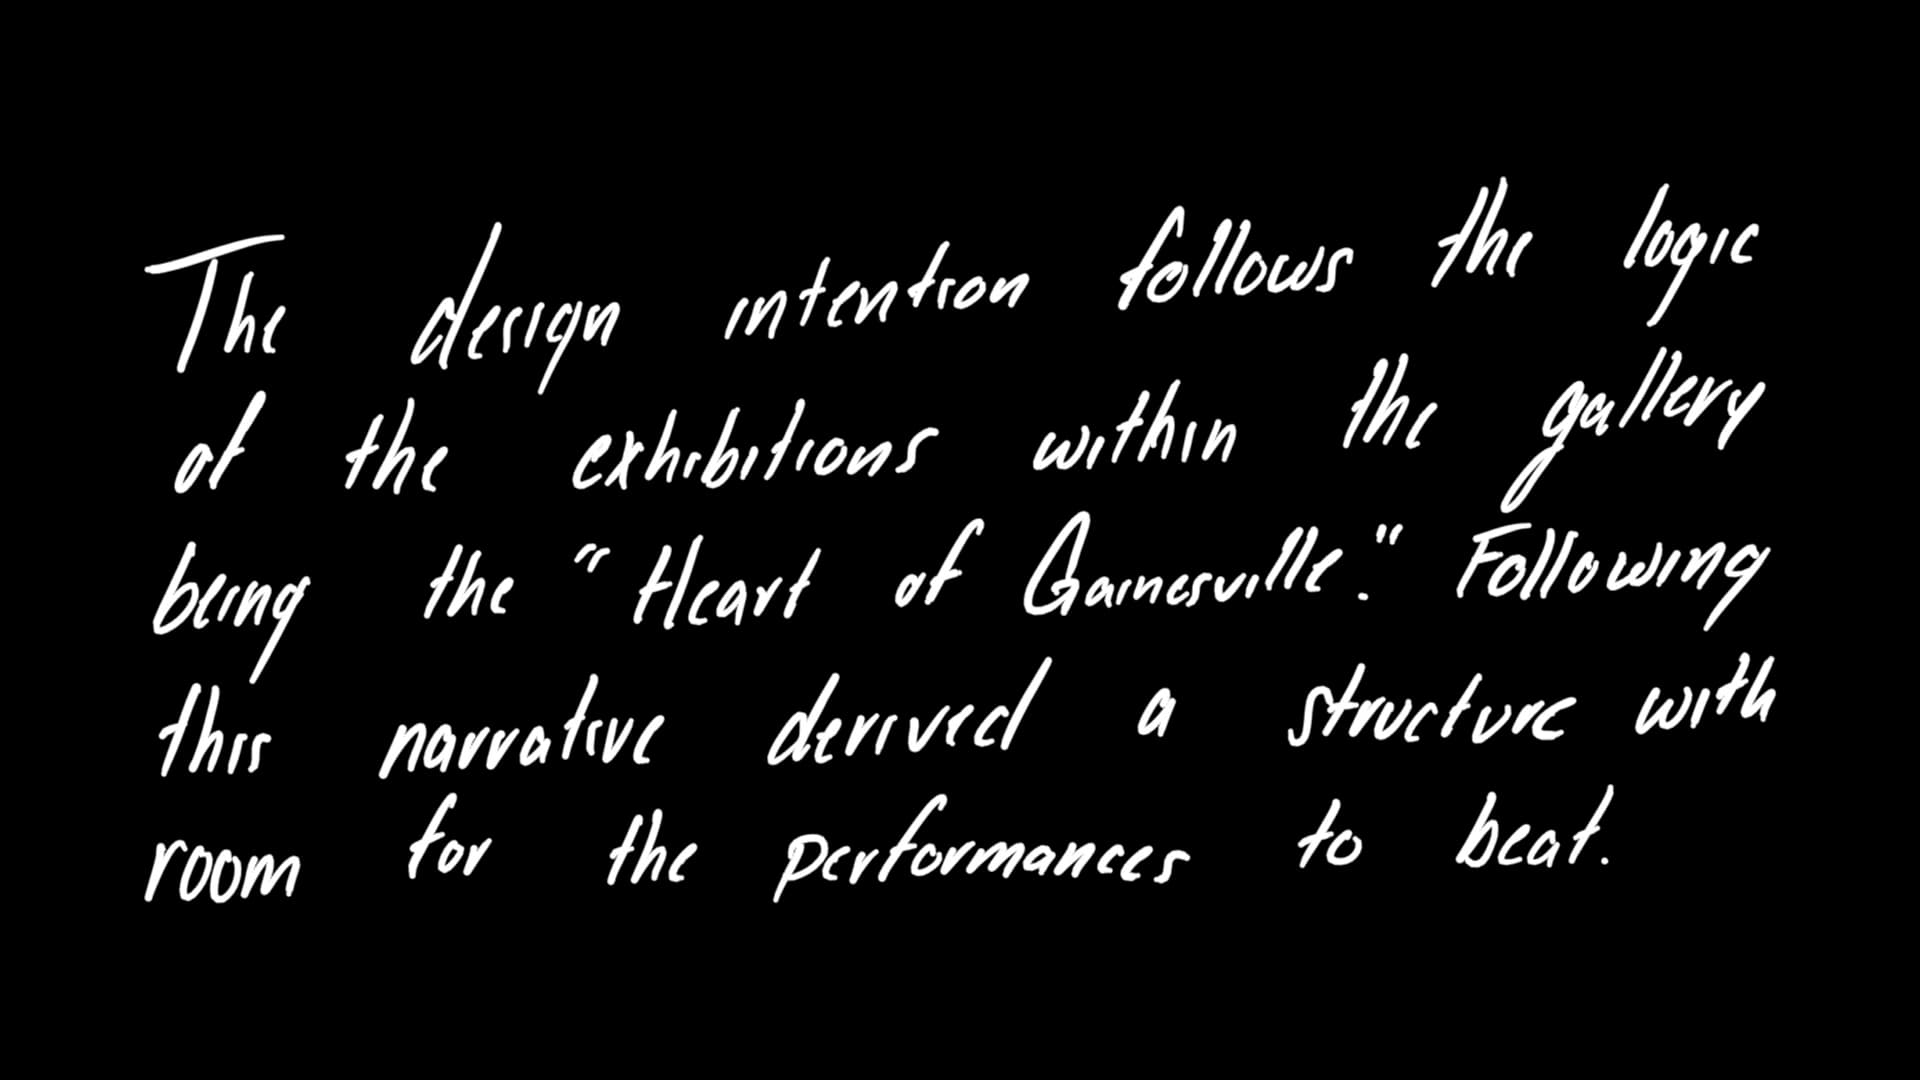 The design intention follows the logic
of the exhibitions within the gallery
being the "Heart of Gainesville." Following
this narrative derived a structure with
room for the performances to beat.